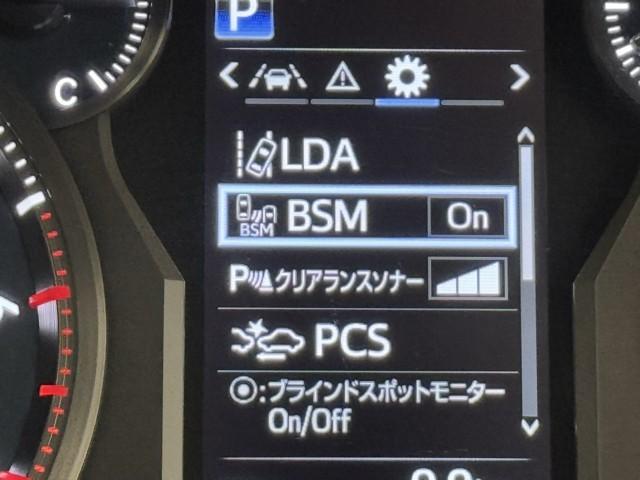 P
C
LDA
BSM BSM On
P クリアランスソナー
PCS
◎:ブラインドスポットモニター
On/Off